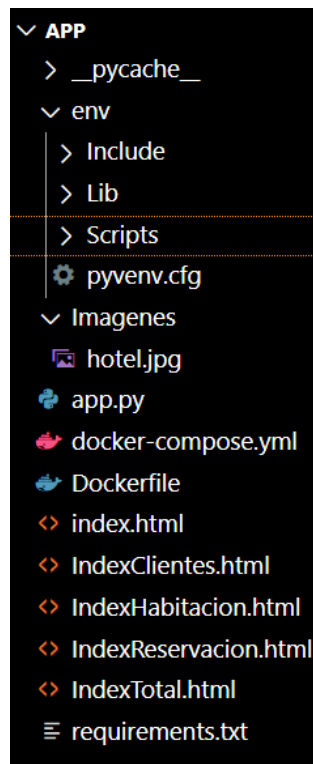 APP
__pycache__
env
Include
Lib
Scripts
pyvenv.cfg
Imagenes
hotel.jpg
app.py
docker-compose.yml
Dockerfile
index.html
IndexClientes.html
IndexHabitacion.html
IndexReservacion.html
IndexTotal.html
requirements.txt